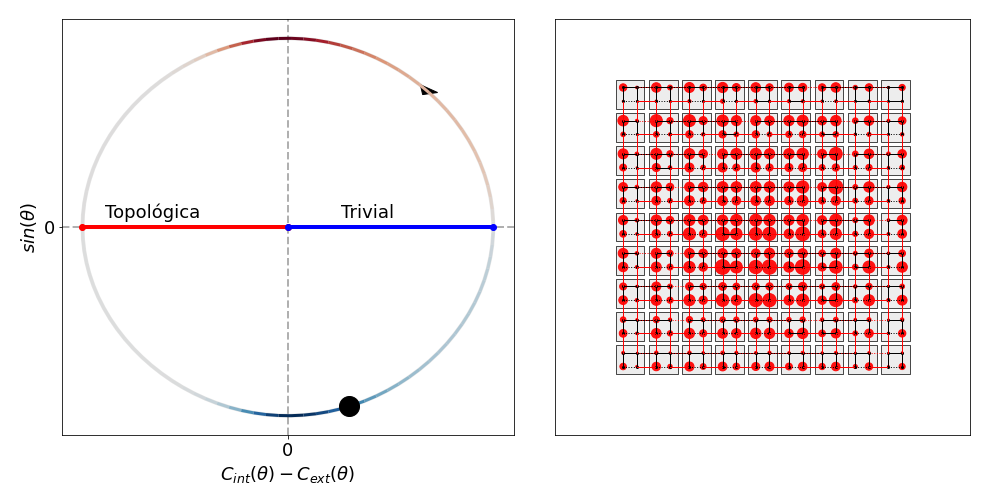 Topológica
Trivial
sin(θ)
0
0
C_int(θ) − C_ext(θ)